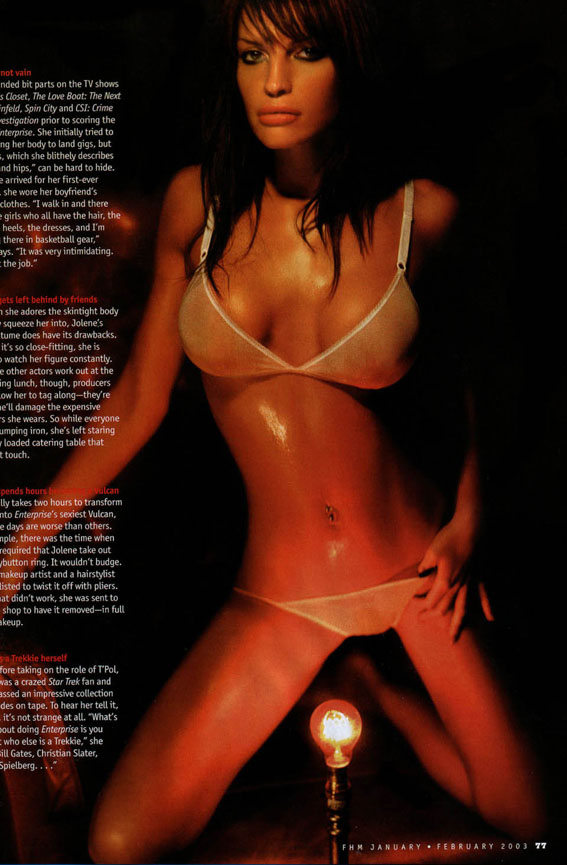 not vain
nded bit parts on the TV shows
s Closet, The Love Boat: The Next
infeld, Spin City and CSI: Crime
estigation prior to scoring the
nterprise. She initially tried to
ng her body to land gigs, but
s, which she blithely describes
nd hips,” can be hard to hide.
e arrived for her first-ever
, she wore her boyfriend’s
clothes. “I walk in and there
e girls who all have the hair, the
heels, the dresses, and I’m
g there in basketball gear,”
ays. “It was very intimidating.
t the job.”
gets left behind by friends
n she adores the skintight body
y squeeze her into, Jolene’s
tume does have its drawbacks.
it’s so close-fitting, she is
o watch her figure constantly.
e other actors work out at the
ing lunch, though, producers
low her to tag along—they’re
he’ll damage the expensive
rs she wears. So while everyone
umping iron, she’s left staring
y loaded catering table that
t touch.
pends hours vulcan
lly takes two hours to transform
nto Enterprise’s sexiest Vulcan,
e days are worse than others.
mple, there was the time when
required that Jolene take out
ybutton ring. It wouldn’t budge.
makeup artist and a hairstylist
listed to twist it off with pliers.
hat didn’t work, she was sent to
shop to have it removed—in full
akeup.
a Trekkie herself
fore taking on the role of T’Pol,
was a crazed Star Trek fan and
assed an impressive collection
des on tape. To hear her tell it,
it’s not strange at all. “What’s
bout doing Enterprise is you
t who else is a Trekkie,” she
Bill Gates, Christian Slater,
Spielberg. . . .”
FHM JANUARY • FEBRUARY 2003 77